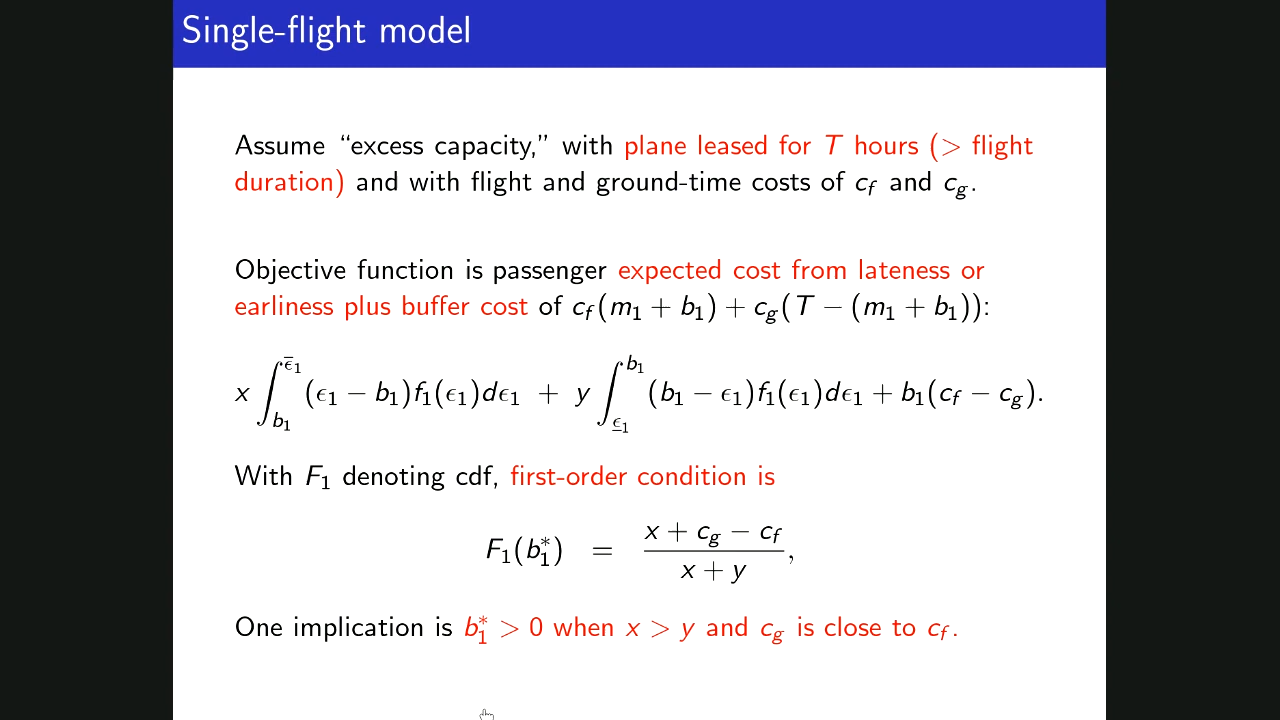 Single-flight model
Assume “excess capacity,” with plane leased for T hours (> flight
duration) and with flight and ground-time costs of c_f and c_g.
Objective function is passenger expected cost from lateness or
earliness plus buffer cost of c_f(m_1 + b_1) + c_g(T − (m_1 + b_1)):
x ∫_{b_1}^{ϵ̅_1} (ϵ_1 − b_1)f_1(ϵ_1)dϵ_1 + y ∫_{ϵ̲_1}^{b_1} (b_1 − ϵ_1)f_1(ϵ_1)dϵ_1 + b_1(c_f − c_g).
With F_1 denoting cdf, first-order condition is
F_1(b_1^*) = \frac{x + c_g − c_f}{x + y},
One implication is b_1^* > 0 when x > y and c_g is close to c_f.